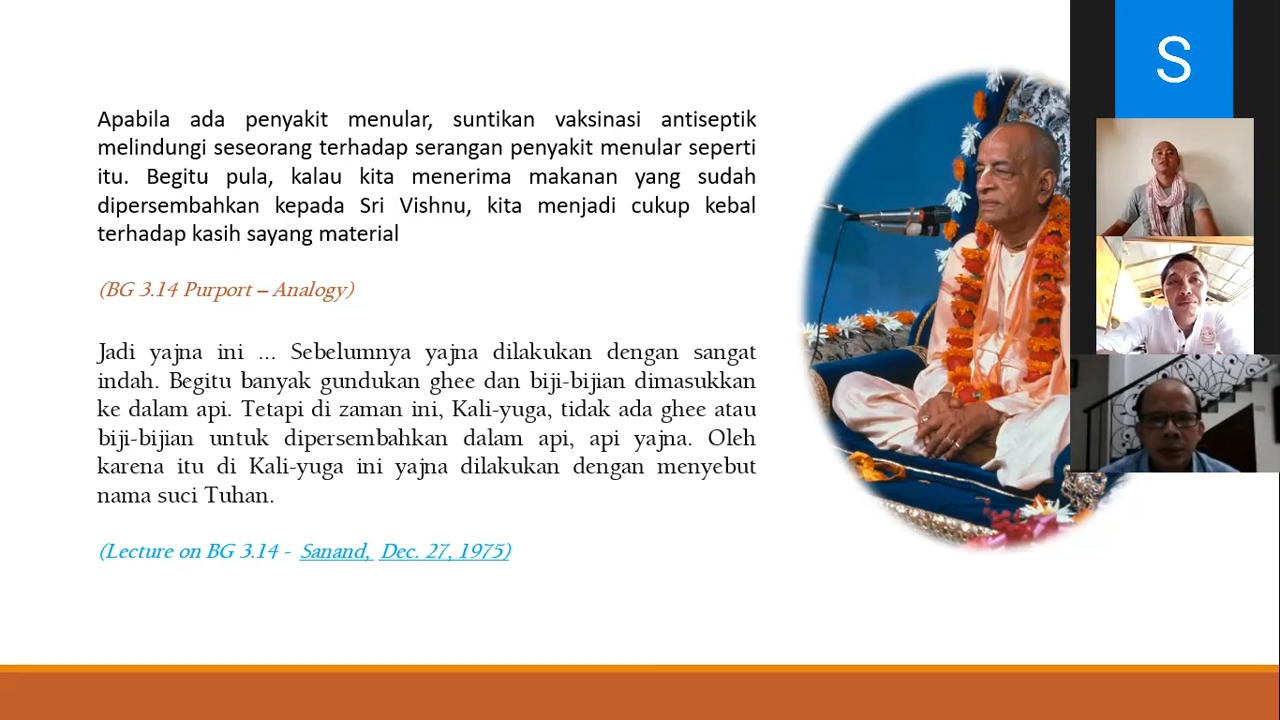 Apabila ada penyakit menular, suntikan vaksinasi antiseptik
melindungi seseorang terhadap serangan penyakit menular seperti
itu. Begitu pula, kalau kita menerima makanan yang sudah
dipersembahkan kepada Sri Vishnu, kita menjadi cukup kebal
terhadap kasih sayang material
(BG 3.14 Purport – Analogy)
Jadi yajna ini ... Sebelumnya yajna dilakukan dengan sangat
indah. Begitu banyak gundukan ghee dan biji-bijian dimasukkan
ke dalam api. Tetapi di zaman ini, Kali-yuga, tidak ada ghee atau
biji-bijian untuk dipersembahkan dalam api, api yajna. Oleh
karena itu di Kali-yuga ini yajna dilakukan dengan menyebut
nama suci Tuhan.
(Lecture on BG 3.14 - Sanand, Dec. 27, 1975)
S